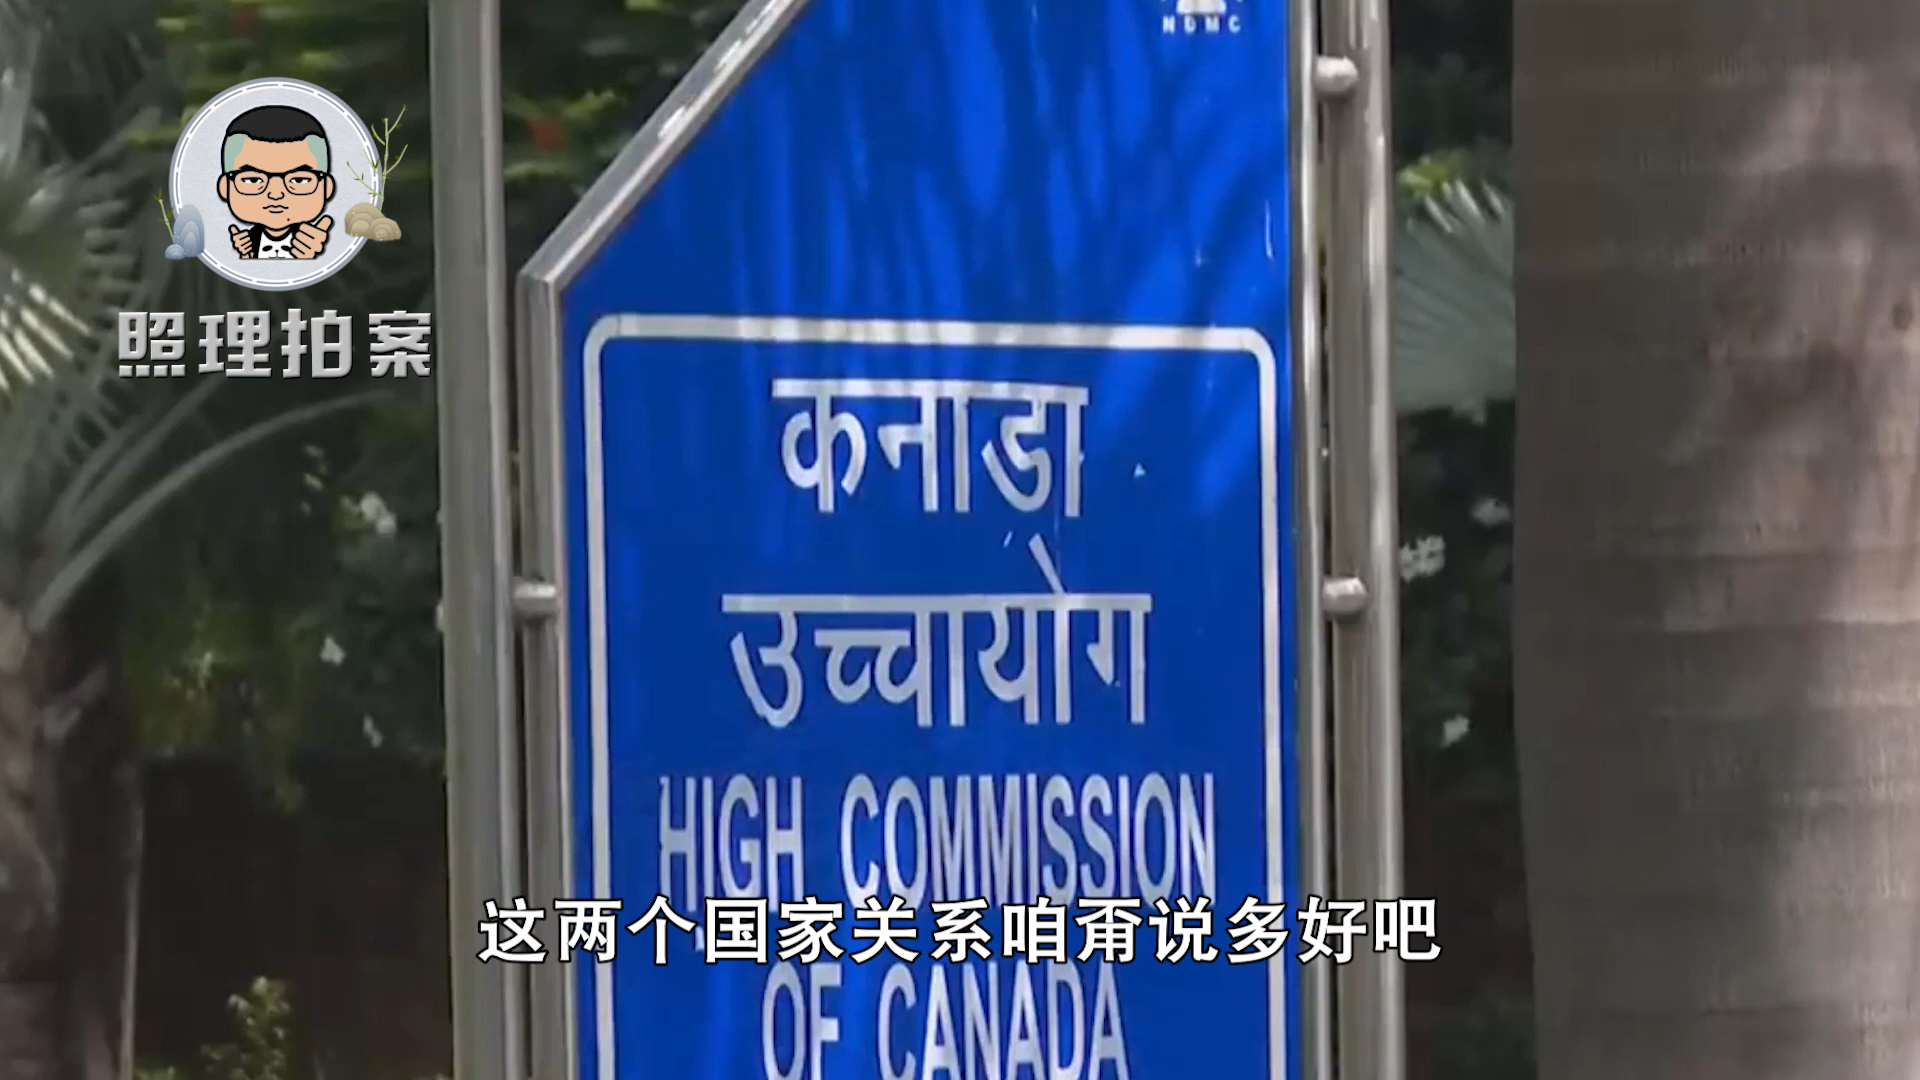 NDMC
照理拍案
कनाडा
उच्चायोग
HIGH COMMISSION
这两个国家关系咱甭说多好吧
OF CANADA